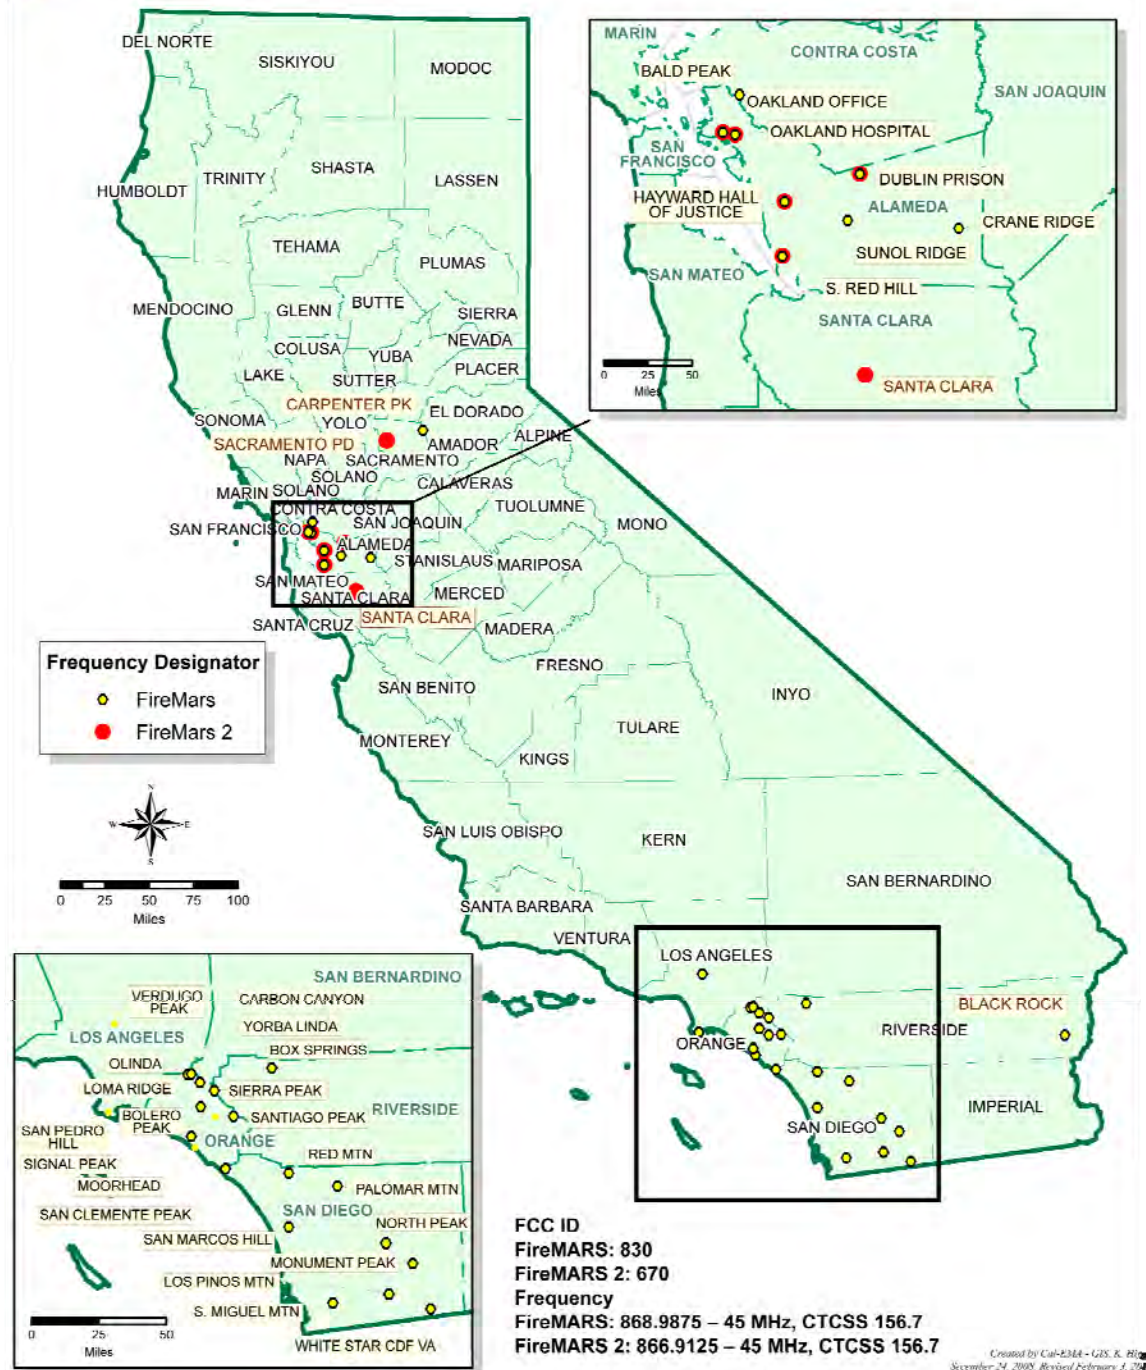 DEL NORTE
SISKIYOU
MODOC
HUMBOLDT
TRINITY
SHASTA
LASSEN
TEHAMA
PLUMAS
MENDOCINO
GLENN
BUTTE
SIERRA
COLUSA
YUBA
NEVADA
LAKE
SUTTER
PLACER
CARPENTER PK
SONOMA
YOLO
EL DORADO
SACRAMENTO PD
AMADOR
ALPINE
NAPA
SACRAMENTO
SOLANO
CALAVERAS
MARIN
SOLANO
TUOLUMNE
CONTRA COSTA
SAN FRANCISCO
SAN JOAQUIN
MONO
ALAMEDA
STANISLAUS
MARIPOSA
SAN MATEO
SANTA CLARA
MERCED
SANTA CRUZ
SANTA CLARA
MADERA
FRESNO
SAN BENITO
INYO
TULARE
MONTEREY
KINGS
SAN LUIS OBISPO
KERN
SAN BERNARDINO
SANTA BARBARA
VENTURA
LOS ANGELES
BLACK ROCK
RIVERSIDE
ORANGE
IMPERIAL
SAN DIEGO
MARIN
CONTRA COSTA
BALD PEAK
SAN JOAQUIN
OAKLAND OFFICE
OAKLAND HOSPITAL
SAN
FRANCISCO
DUBLIN PRISON
HAYWARD HALL
OF JUSTICE
ALAMEDA
CRANE RIDGE
SUNOL RIDGE
SAN MATEO
S. RED HILL
SANTA CLARA
0 25 50
Miles
SANTA CLARA
Frequency Designator
FireMars
FireMars 2
N
W E
S
0 25 50 75 100
Miles
SAN BERNARDINO
VERDUGO
PEAK
CARBON CANYON
LOS ANGELES
YORBA LINDA
OLINDA
BOX SPRINGS
LOMA RIDGE
SIERRA PEAK
BOLERO
PEAK
SANTIAGO PEAK
RIVERSIDE
SAN PEDRO
HILL
ORANGE
SIGNAL PEAK
RED MTN
MOORHEAD
PALOMAR MTN
SAN CLEMENTE PEAK
SAN DIEGO
NORTH PEAK
SAN MARCOS HILL
MONUMENT PEAK
LOS PINOS MTN
S. MIGUEL MTN
WHITE STAR CDF VA
0 25 50
Miles
FCC ID
FireMARS: 830
FireMARS 2: 670
Frequency
FireMARS: 868.9875 – 45 MHz, CTCSS 156.7
FireMARS 2: 866.9125 – 45 MHz, CTCSS 156.7
Created by Cal-EMA - GIS, K.
24, 2008, Revised February 3,